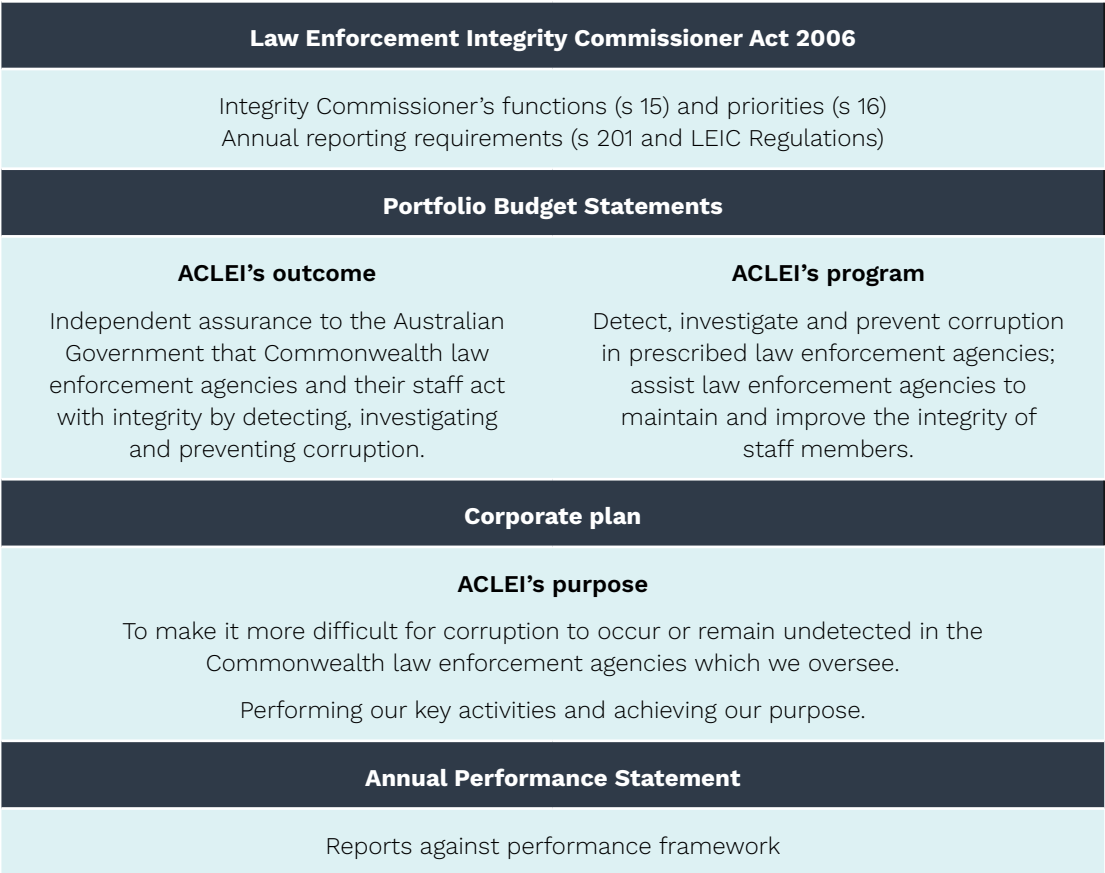 Law Enforcement Integrity Commissioner Act 2006
Integrity Commissioner’s functions (s 15) and priorities (s 16)
Annual reporting requirements (s 201 and LEIC Regulations)
Portfolio Budget Statements
ACLEI’s outcome
Independent assurance to the Australian
Government that Commonwealth law
enforcement agencies and their staff act
with integrity by detecting, investigating
and preventing corruption.
ACLEI’s program
Detect, investigate and prevent corruption
in prescribed law enforcement agencies;
assist law enforcement agencies to
maintain and improve the integrity of
staff members.
Corporate plan
ACLEI’s purpose
To make it more difficult for corruption to occur or remain undetected in the
Commonwealth law enforcement agencies which we oversee.
Performing our key activities and achieving our purpose.
Annual Performance Statement
Reports against performance framework